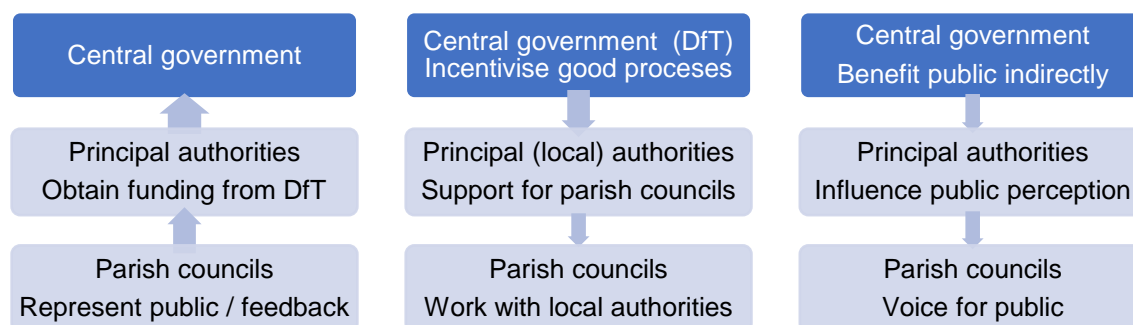 Central government
Principal authorities
Obtain funding from DfT
Parish councils
Represent public / feedback
Central government (DfT)
Incentivise good proceses
Principal (local) authorities
Support for parish councils
Parish councils
Work with local authorities
Central government
Benefit public indirectly
Principal authorities
Influence public perception
Parish councils
Voice for public